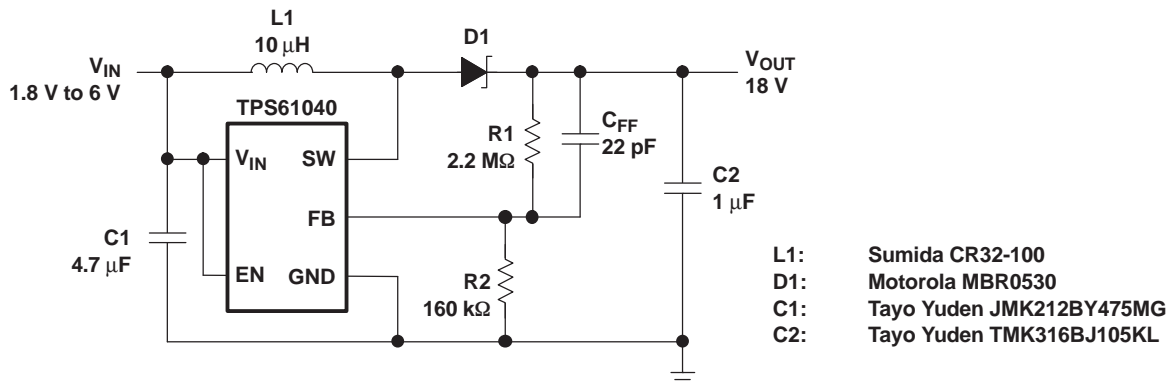 L1
10 μH
D1
VIN
1.8 V to 6 V
VOUT
18 V
TPS61040
VIN
SW
FB
EN
GND
R1
2.2 MΩ
CFF
22 pF
C2
1 μF
C1
4.7 μF
R2
160 kΩ
L1: Sumida CR32-100
D1: Motorola MBR0530
C1: Tayo Yuden JMK212BY475MG
C2: Tayo Yuden TMK316BJ105KL